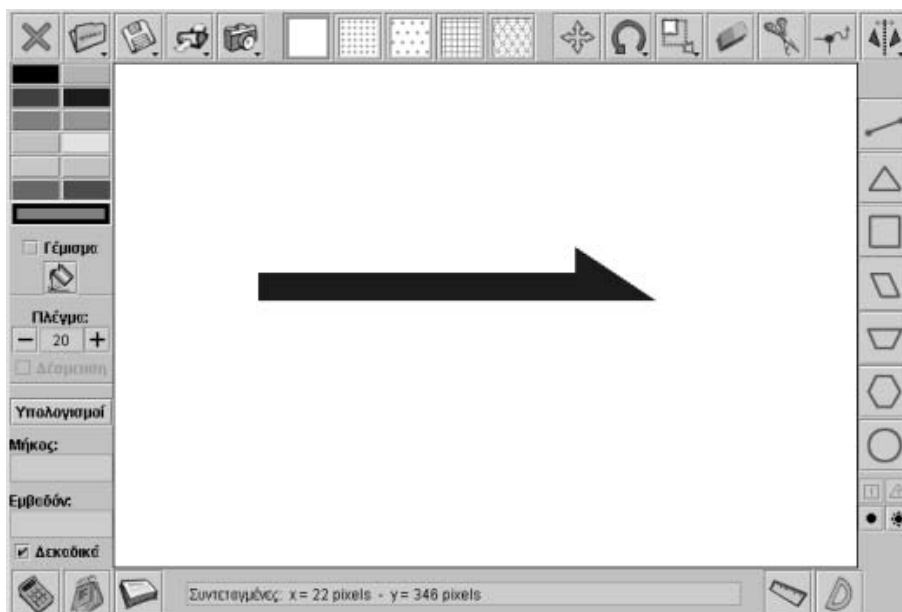 Γέμισμα
Πλέγμα:
20
Δέσμευση
Υπολογισμοί
Μήκος:
Εμβαδόν:
Δεκαδικά
Συντεταγμένες: x = 22 pixels - y = 346 pixels